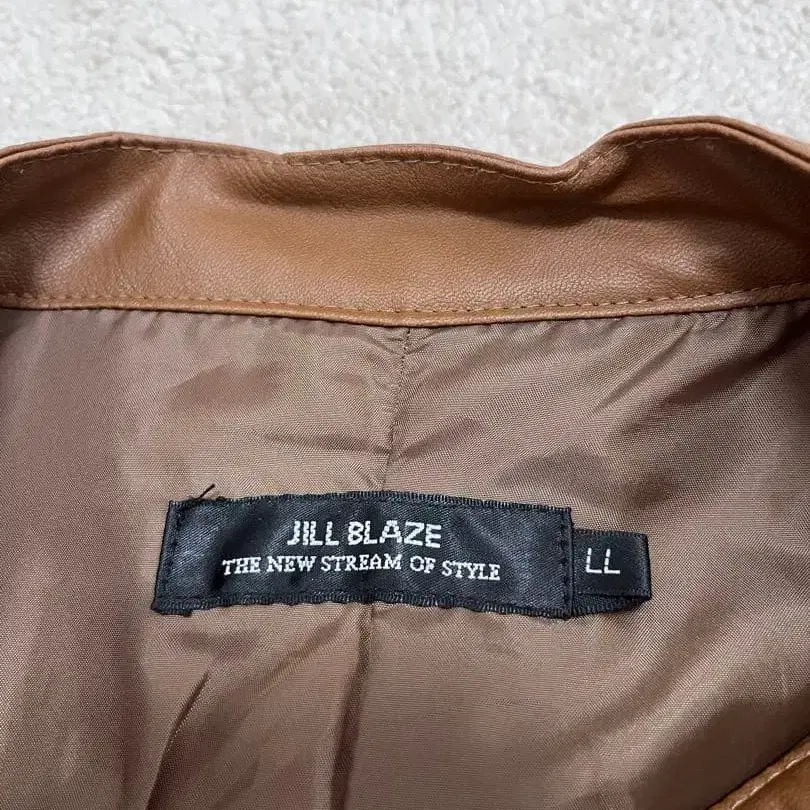 JILL BLAZE
THE NEW STREAM OF STYLE
LL